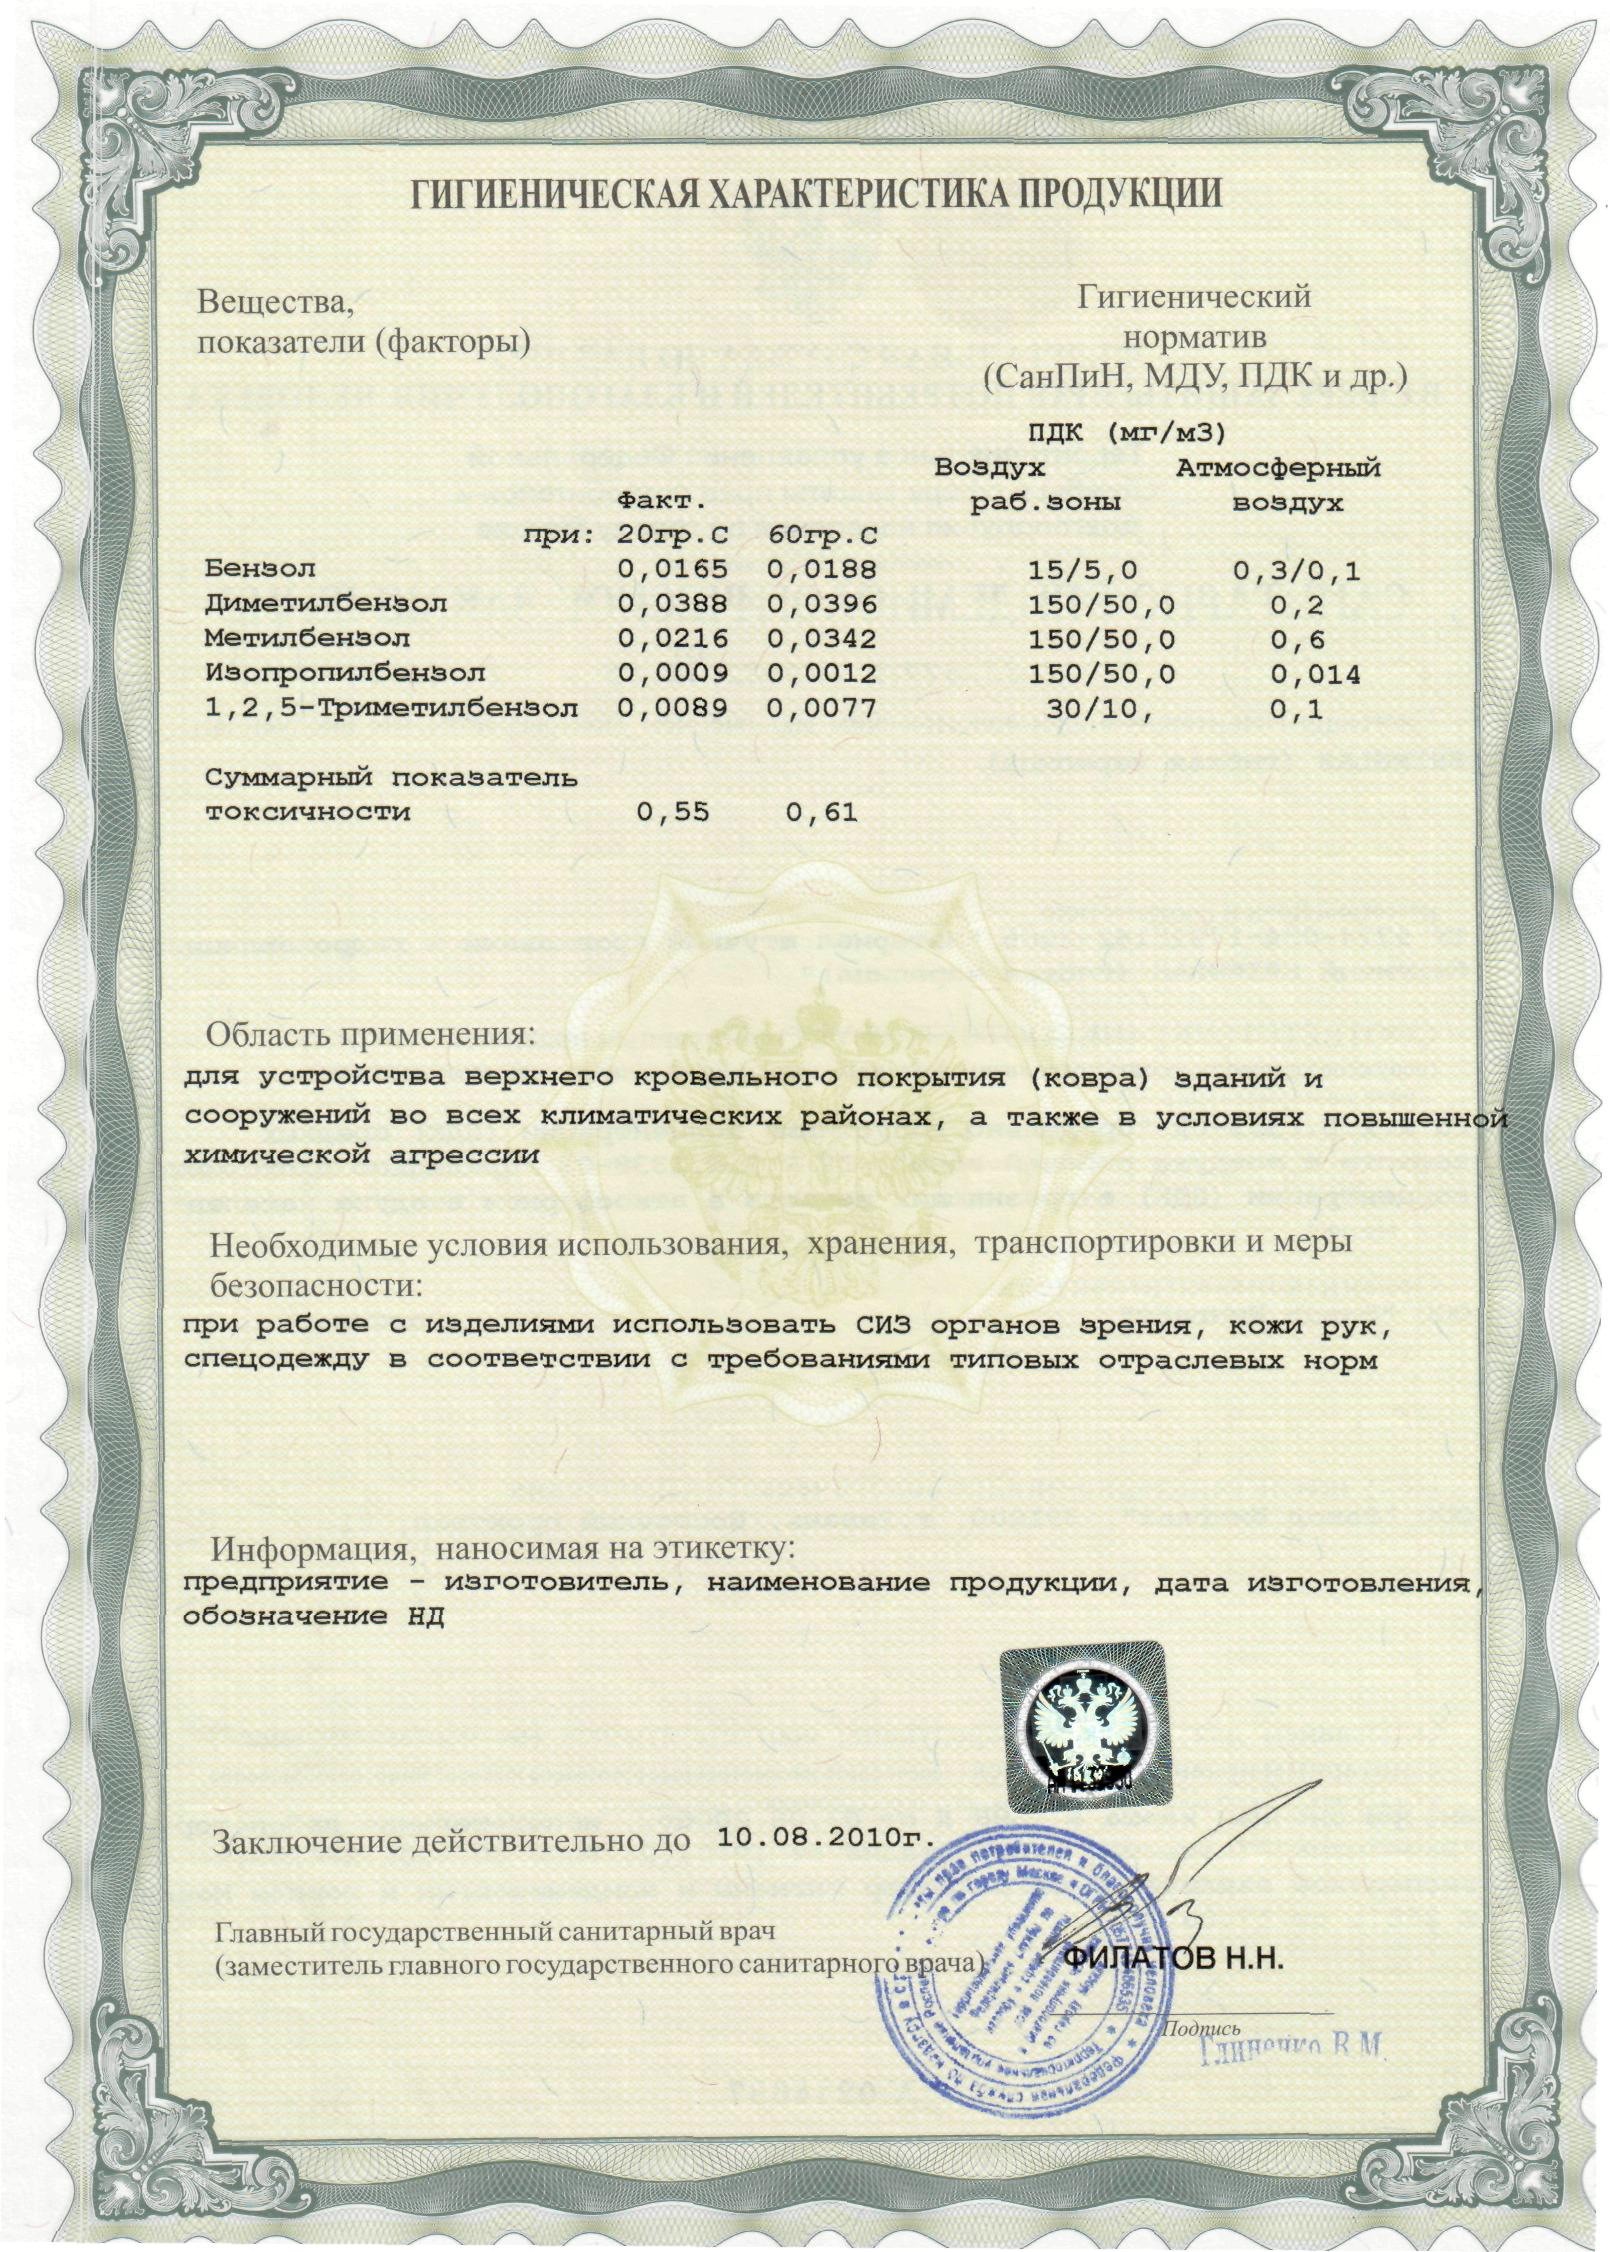 ГИГИЕНИЧЕСКАЯ ХАРАКТЕРИСТИКА ПРОДУКЦИИ
Вещества,
показатели (факторы)
Гигиенический
норматив
(СанПиН, МДУ, ПДК и др.)
ПДК (мг/м3)
Воздух Атмосферный
Факт. раб.зоны воздух
при: 20гр.С 60гр.С
Бензол 0,0165 0,0188 15/5,0 0,3/0,1
Диметилбензол 0,0388 0,0396 150/50,0 0,2
Метилбензол 0,0216 0,0342 150/50,0 0,6
Изопропилбензол 0,0009 0,0012 150/50,0 0,014
1,2,5-Триметилбензол 0,0089 0,0077 30/10, 0,1
Суммарный показатель
токсичности 0,55 0,61
Область применения:
для устройства верхнего кровельного покрытия (ковра) зданий и
сооружений во всех климатических районах, а также в условиях повышенной
химической агрессии
Необходимые условия использования, хранения, транспортировки и меры
безопасности:
при работе с изделиями использовать СИЗ органов зрения, кожи рук,
спецодежду в соответствии с требованиями типовых отраслевых норм
Информация, наносимая на этикетку:
предприятие - изготовитель, наименование продукции, дата изготовления,
обозначение НД
Заключение действительно до 10.08.2010г.
Главный государственный санитарный врач
(заместитель главного государственного санитарного врача)
ФИЛАТОВ Н.Н.
Подпись
Глиненко В.М.